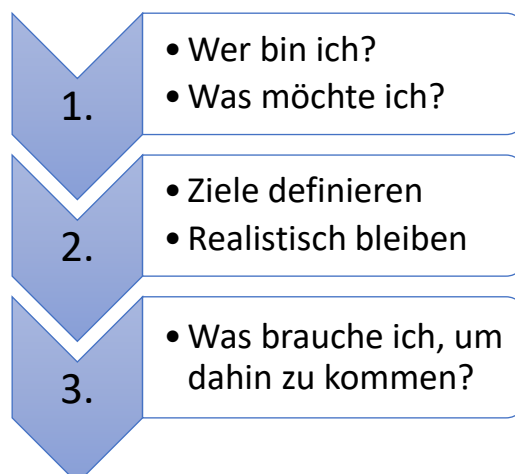 1.
• Wer bin ich?
• Was möchte ich?
2.
• Ziele definieren
• Realistisch bleiben
3.
• Was brauche ich, um
dahin zu kommen?